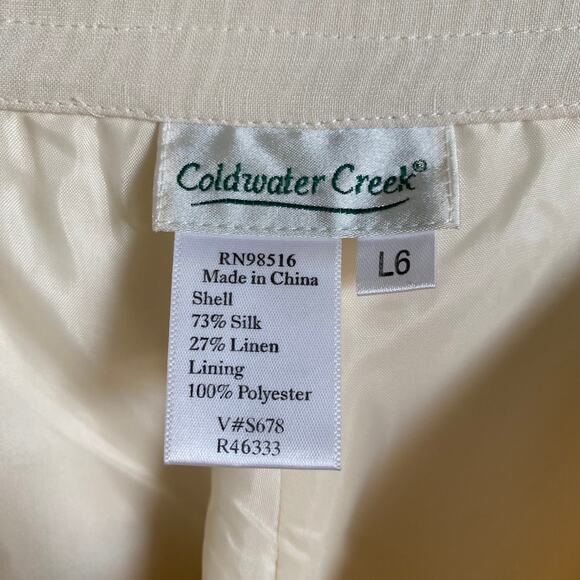 Coldwater Creek®
L6
RN98516
Made in China
Shell
73% Silk
27% Linen
Lining
100% Polyester
V#S678
R46333